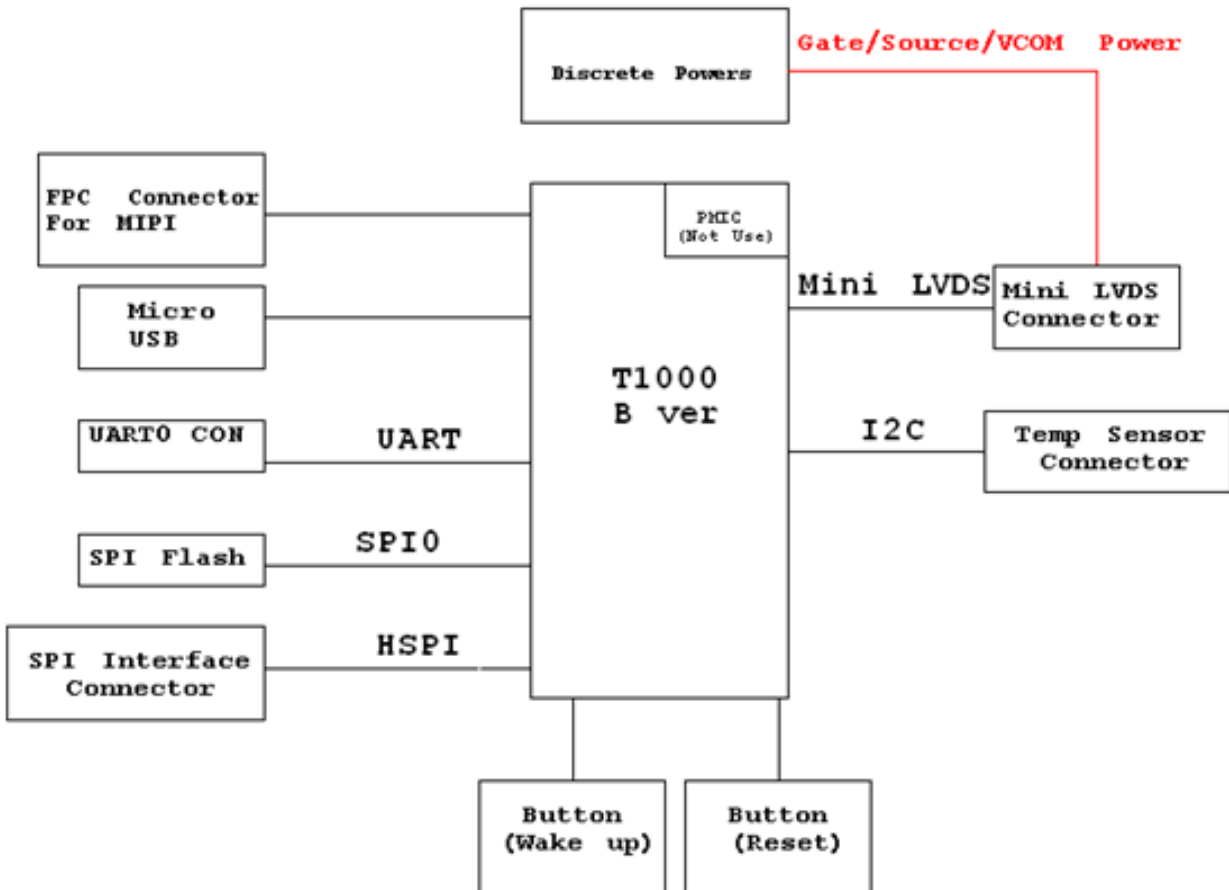 Gate/Source/VCOM Power
Discrete Powers
FPC Connector
For MIPI
PMIC
(Not Use)
Mini LVDS
Mini LVDS
Connector
Micro
USB
T1000
B ver
UART0 CON
UART
I2C
Temp Sensor
Connector
SPI Flash
SPI0
SPI Interface
Connector
HSPI
Button
(Wake up)
Button
(Reset)